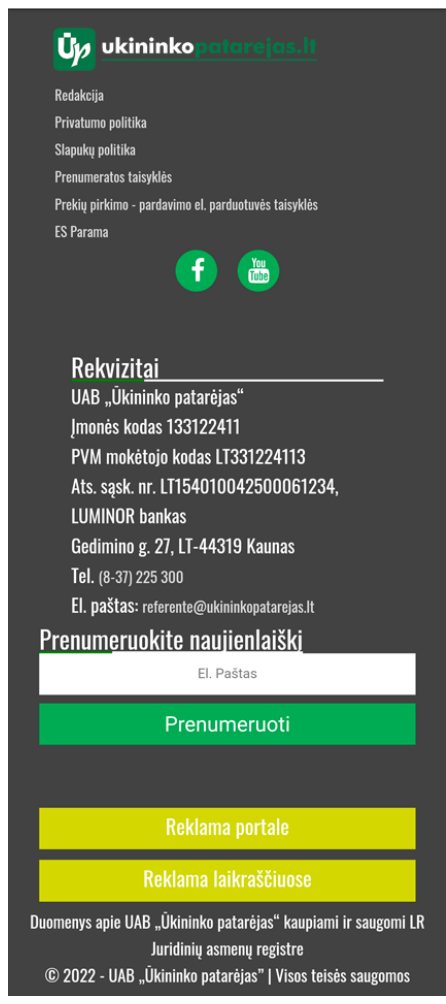 Ūp ukininkopatarejas.lt
Redakcija
Privatumo politika
Slapukų politika
Prenumeratos taisyklės
Prekių pirkimo - pardavimo el. parduotuvės taisyklės
ES Parama
f You Tube
Rekvizitai
UAB „Ūkininko patarėjas“
Įmonės kodas 133122411
PVM mokėtojo kodas LT331224113
Ats. sąsk. nr. LT154010042500061234,
LUMINOR bankas
Gedimino g. 27, LT-44319 Kaunas
Tel. (8-37) 225 300
El. paštas: referente@ukininkopatarejas.lt
Prenumeruokite naujienlaiškį
El. Paštas
Prenumeruoti
Reklama portale
Reklama laikraščiuose
Duomenys apie UAB „Ūkininko patarėjas“ kaupiami ir saugomi LR
Juridinių asmenų registre
© 2022 - UAB „Ūkininko patarėjas” | Visos teisės saugomos